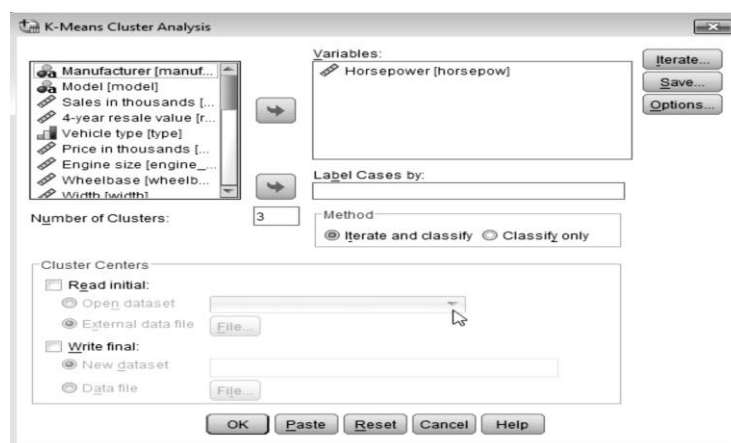 K-Means Cluster Analysis
Variables:
Manufacturer [manuf...
Model [model]
Sales in thousands [...
4-year resale value [r...
Vehicle type [type]
Price in thousands [...
Engine size [engine_...
Wheelbase [wheelb...
Width [width]
Horsepower [horsepow]
Iterate...
Save...
Options...
Label Cases by:
Number of Clusters: 3
Method
Iterate and classify Classify only
Cluster Centers
Read initial:
Open dataset
External data file File...
Write final:
New dataset
Data file File...
OK Paste Reset Cancel Help